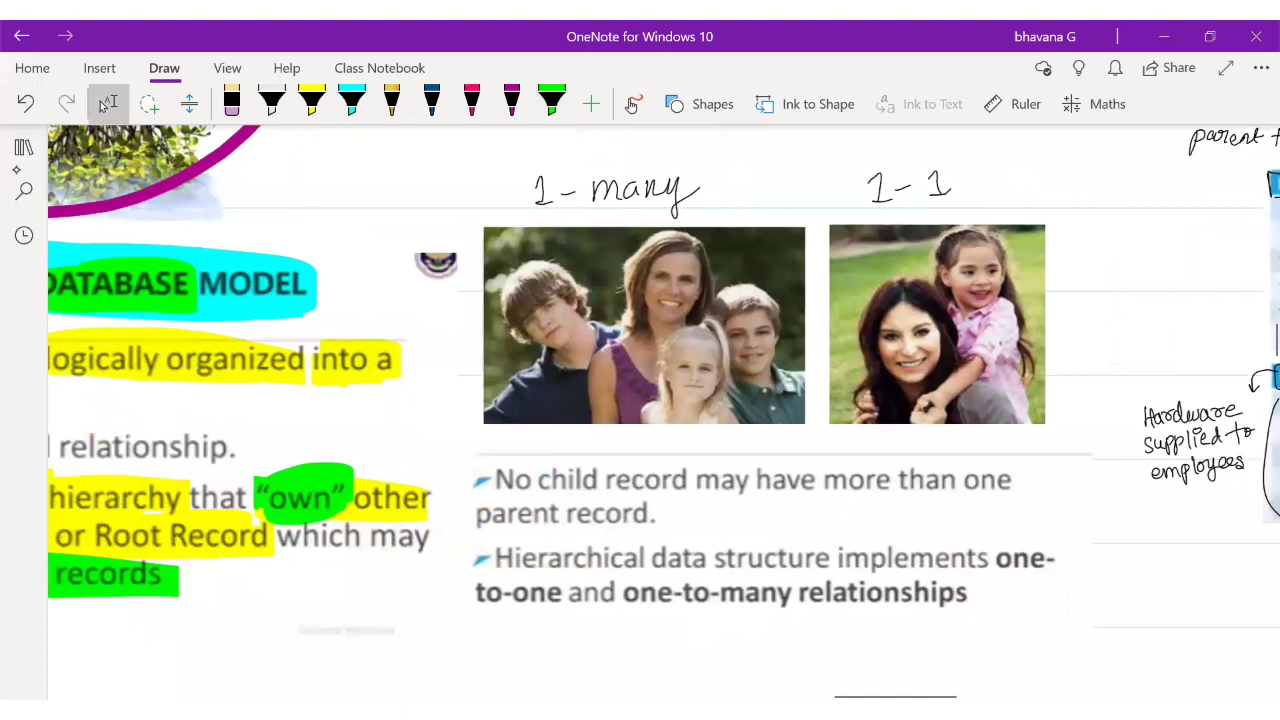 OneNote for Windows 10
bhavana G
Home Insert Draw View Help Class Notebook
Share
Shapes Ink to Shape Ink to Text Ruler Maths
parent
1 - many
1 - 1
DATABASE MODEL
logically organized into a
relationship.
hierarchy that "own" other
or Root Record which may
records
No child record may have more than one
parent record.
Hierarchical data structure implements one-
to-one and one-to-many relationships
Hardware
supplied to
employees